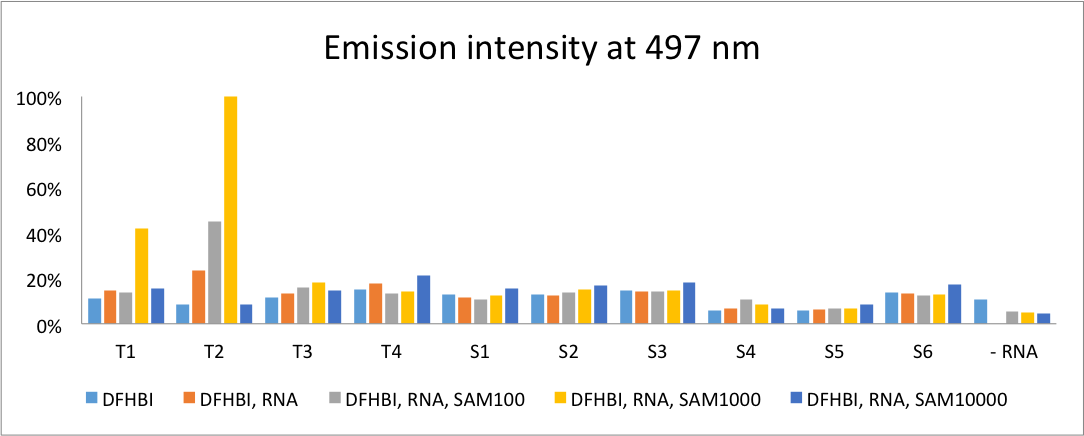 Emission intensity at 497 nm
100%
80%
60%
40%
20%
0%
T1 T2 T3 T4 S1 S2 S3 S4 S5 S6 - RNA
DFHBI DFHBI, RNA DFHBI, RNA, SAM100 DFHBI, RNA, SAM1000 DFHBI, RNA, SAM10000